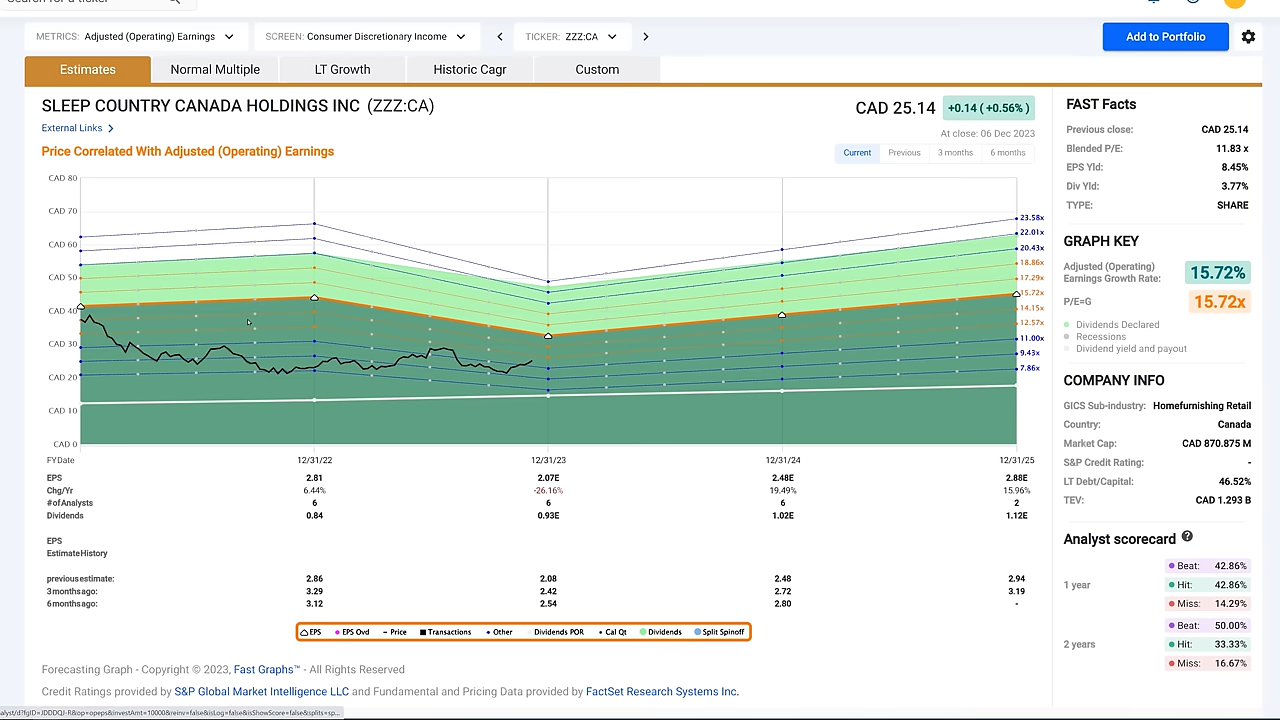 Search for a ticker
METRICS: Adjusted (Operating) Earnings SCREEN: Consumer Discretionary Income TICKER: ZZZ:CA Add to Portfolio
Estimates Normal Multiple LT Growth Historic Cagr Custom
SLEEP COUNTRY CANADA HOLDINGS INC (ZZZ:CA) CAD 25.14 +0.14 ( +0.56% )
External Links At close: 06 Dec 2023
Price Correlated With Adjusted (Operating) Earnings Current Previous 3 months 6 months
CAD 80
CAD 70
CAD 60
CAD 50
CAD 40
CAD 30
CAD 20
CAD 10
CAD 0
23.58x
22.01x
20.43x
18.86x
17.29x
15.72x
14.15x
12.57x
11.00x
9.43x
7.86x
FYDate 12/31/22 12/31/23 12/31/24 12/31/25
EPS 2.81 2.07E 2.48E 2.88E
Chg/Yr 6.44% -26.16% 19.49% 15.96%
#ofAnalysts 6 6 6 2
Dividends 0.84 0.93E 1.02E 1.12E
EPS
EstimateHistory
previousestimate: 2.86 2.08 2.48 2.94
3monthsago: 3.29 2.42 2.72 3.19
6monthsago: 3.12 2.54 2.80 -
EPS EPS Ovd Price Transactions Other Dividends POR Cal Qt Dividends Split Spinoff
Forecasting Graph - Copyright © 2023, Fast Graphs™ - All Rights Reserved
Credit Ratings provided by S&P Global Market Intelligence LLC and Fundamental and Pricing Data provided by FactSet Research Systems Inc.
FAST Facts
Previous close: CAD 25.14
Blended P/E: 11.83 x
EPS Yld: 8.45%
Div Yld: 3.77%
TYPE: SHARE
GRAPH KEY
Adjusted (Operating)
Earnings Growth Rate: 15.72%
P/E=G 15.72x
Dividends Declared
Recessions
Dividend yield and payout
COMPANY INFO
GICS Sub-industry: Homefurnishing Retail
Country: Canada
Market Cap: CAD 870.875 M
S&P Credit Rating: -
LT Debt/Capital: 46.52%
TEV: CAD 1.293 B
Analyst scorecard
1 year
Beat: 42.86%
Hit: 42.86%
Miss: 14.29%
2 years
Beat: 50.00%
Hit: 33.33%
Miss: 16.67%